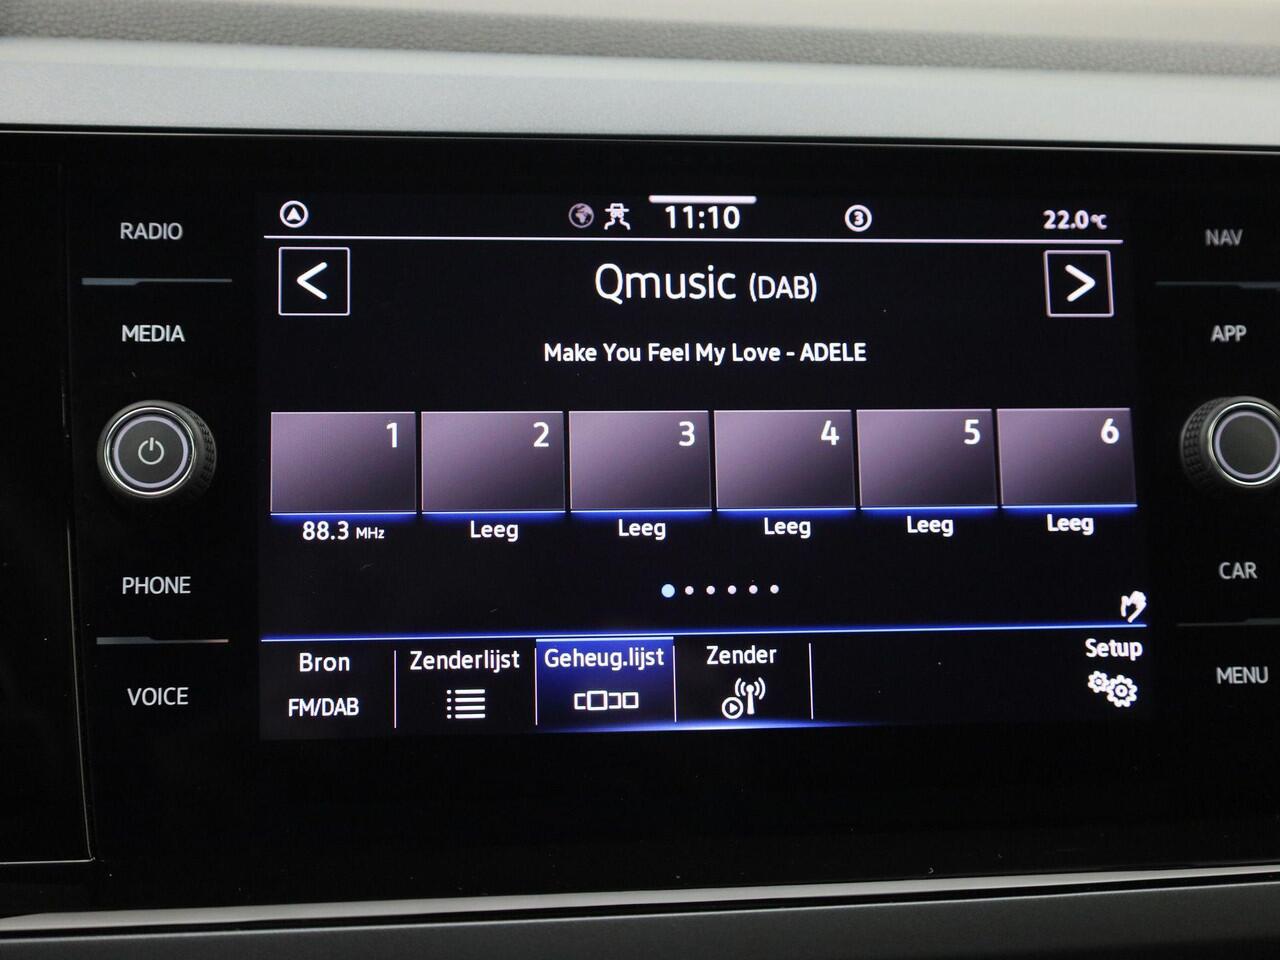 RADIO
MEDIA
PHONE
VOICE
11:10
3
22.0°C
Qmusic (DAB)
Make You Feel My Love - ADELE
1 2 3 4 5 6
88.3 MHz Leeg Leeg Leeg Leeg Leeg
Bron
FM/DAB
Zenderlijst
Geheug.lijst
Zender
Setup
NAV
APP
CAR
MENU